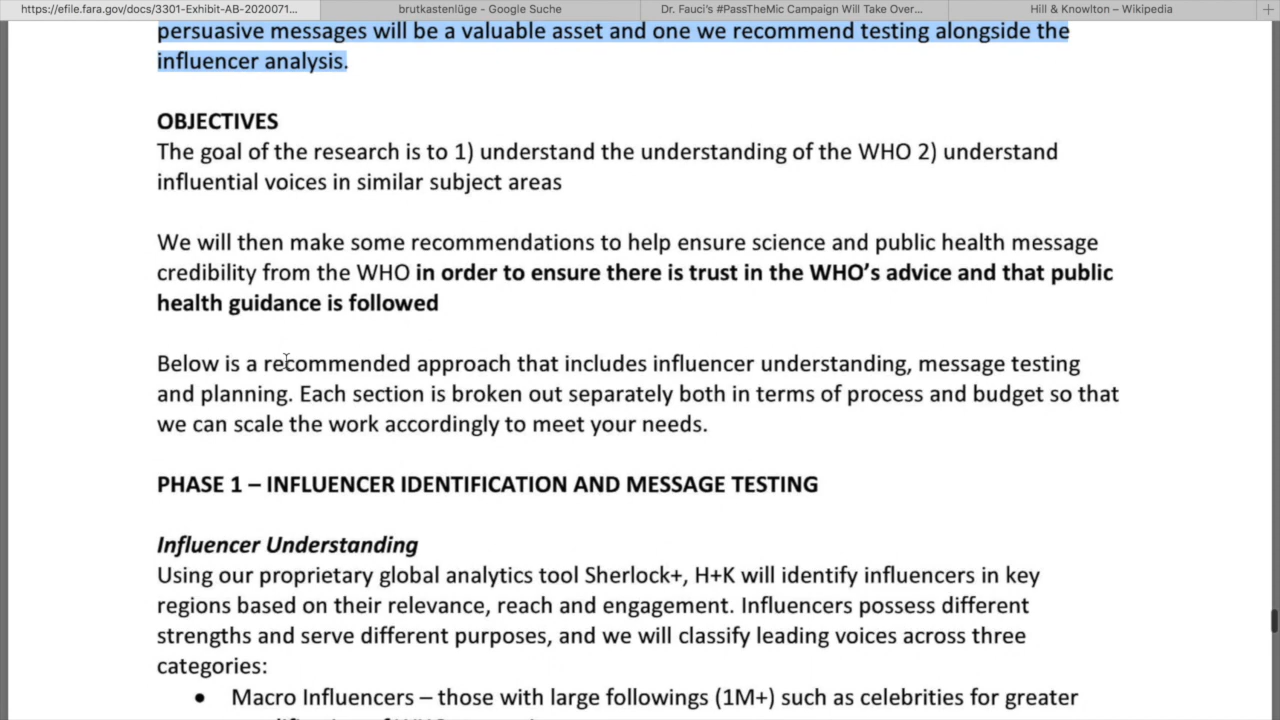 https://efile.fara.gov/docs/3301-Exhibit-AB-2020071...
brutkastenlüge - Google Suche
Dr. Fauci's #PassTheMic Campaign Will Take Over...
Hill & Knowlton – Wikipedia
persuasive messages will be a valuable asset and one we recommend testing alongside the
influencer analysis.
OBJECTIVES
The goal of the research is to 1) understand the understanding of the WHO 2) understand
influential voices in similar subject areas
We will then make some recommendations to help ensure science and public health message
credibility from the WHO in order to ensure there is trust in the WHO's advice and that public
health guidance is followed
Below is a recommended approach that includes influencer understanding, message testing
and planning. Each section is broken out separately both in terms of process and budget so that
we can scale the work accordingly to meet your needs.
PHASE 1 – INFLUENCER IDENTIFICATION AND MESSAGE TESTING
Influencer Understanding
Using our proprietary global analytics tool Sherlock+, H+K will identify influencers in key
regions based on their relevance, reach and engagement. Influencers possess different
strengths and serve different purposes, and we will classify leading voices across three
categories:
• Macro Influencers – those with large followings (1M+) such as celebrities for greater